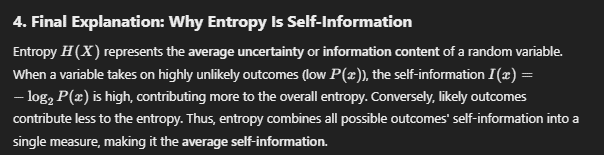 4. Final Explanation: Why Entropy Is Self-Information
Entropy H(X) represents the average uncertainty or information content of a random variable.
When a variable takes on highly unlikely outcomes (low P(x)), the self-information I(x) =
− log₂ P(x) is high, contributing more to the overall entropy. Conversely, likely outcomes
contribute less to the entropy. Thus, entropy combines all possible outcomes' self-information into a
single measure, making it the average self-information.